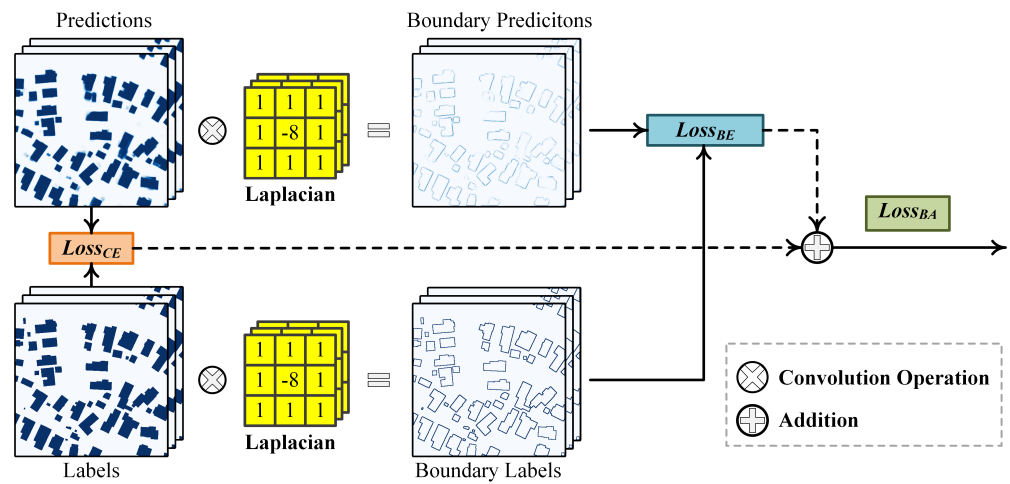 Predictions
Boundary Predicitons
1 1 1
1 -8 1
1 1 1
Laplacian
Loss_BE
Loss_BA
Loss_CE
1 1 1
1 -8 1
1 1 1
Laplacian
Convolution Operation
Addition
Labels
Boundary Labels